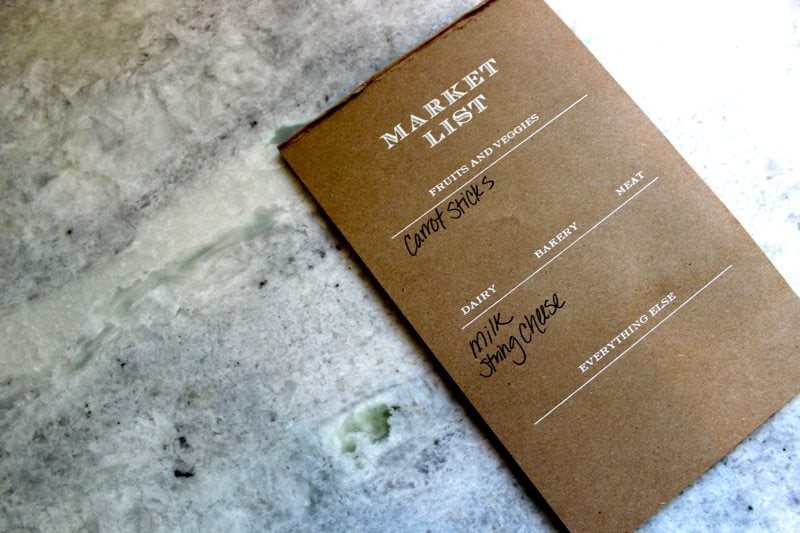 MARKET
LIST
FRUITS AND VEGGIES
Carrot Sticks
DAIRY BAKERY MEAT
Milk
String Cheese
EVERYTHING ELSE